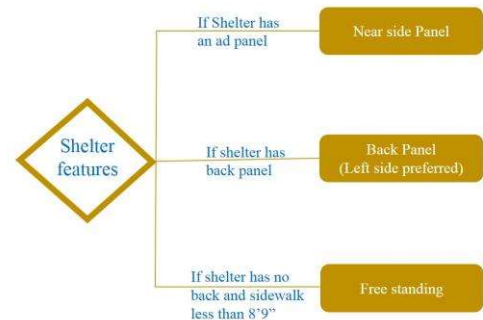 If Shelter has
an ad panel
Near side Panel
Shelter
features
If shelter has
back panel
Back Panel
(Left side preferred)
If shelter has no
back and sidewalk
less than 8’9”
Free standing